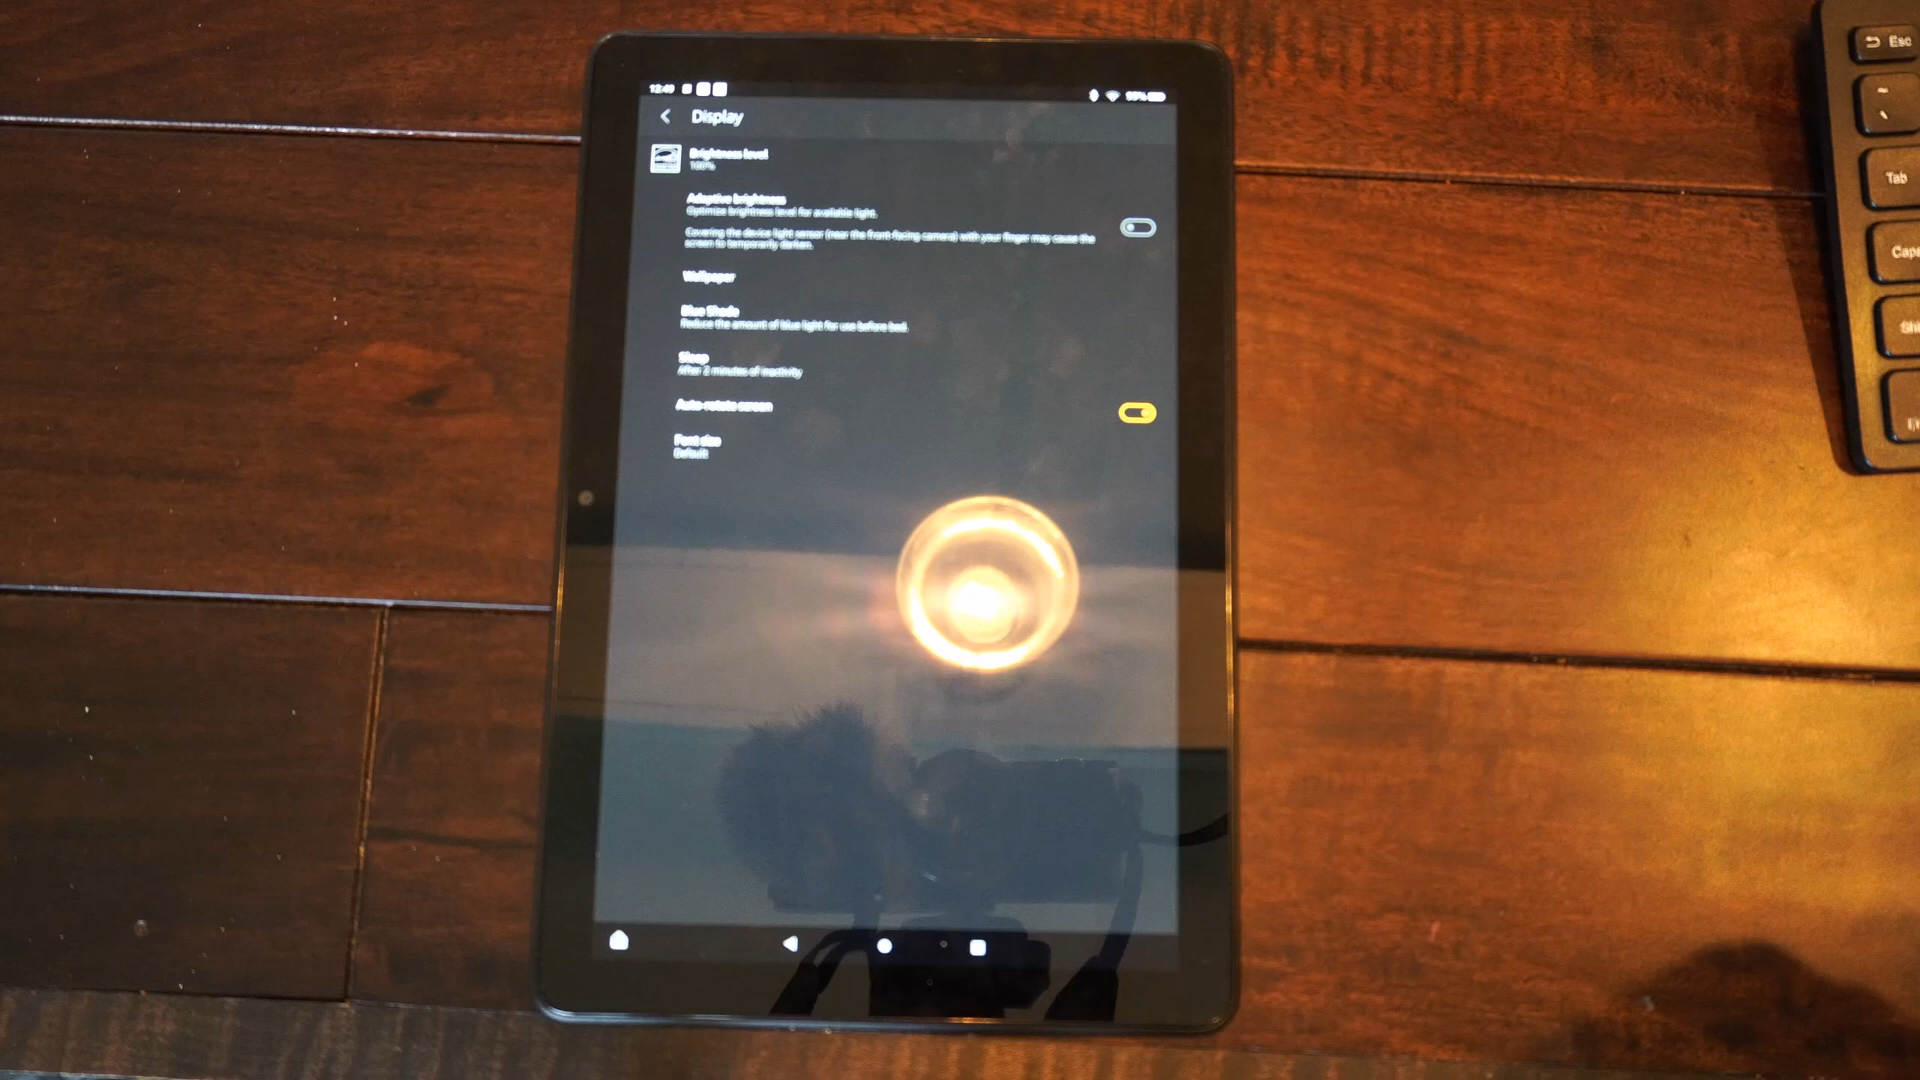 12:49
Display
Brightness level
100%
Adaptive brightness
Optimize brightness level for available light.
Covering the device light sensor (near the front-facing camera) with your finger may cause the
screen to temporarily darken.
Wallpaper
Blue Shade
Reduce the amount of blue light for use before bed.
Sleep
After 2 minutes of inactivity
Auto-rotate screen
Font size
Default
Esc
~
Tab
Caps